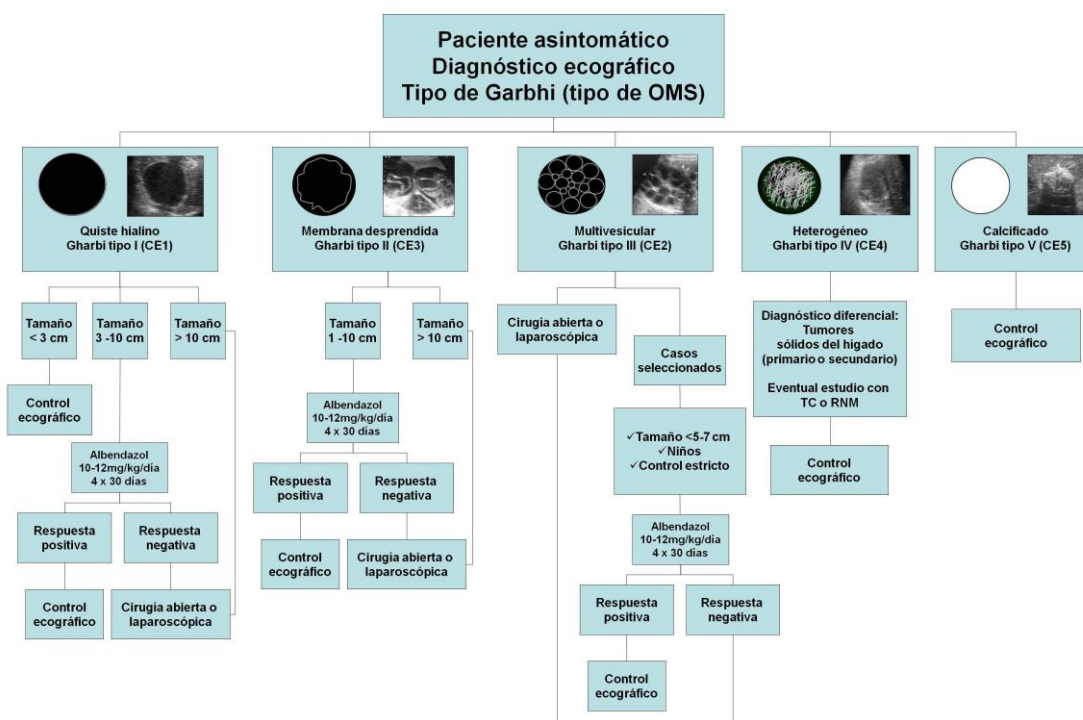 Paciente asintomático
Diagnóstico ecográfico
Tipo de Garbhi (tipo de OMS)
Quiste hialino
Gharbi tipo I (CE1)
Membrana desprendida
Gharbi tipo II (CE3)
Multivesicular
Gharbi tipo III (CE2)
Heterogéneo
Gharbi tipo IV (CE4)
Calcificado
Gharbi tipo V (CE5)
Tamaño
< 3 cm
Tamaño
3 -10 cm
Tamaño
> 10 cm
Control
ecográfico
Albendazol
10-12mg/kg/día
4 x 30 días
Respuesta
positiva
Respuesta
negativa
Control
ecográfico
Cirugía abierta o
laparoscópica
Tamaño
1 -10 cm
Tamaño
> 10 cm
Albendazol
10-12mg/kg/día
4 x 30 días
Respuesta
positiva
Respuesta
negativa
Control
ecográfico
Cirugía abierta o
laparoscópica
Cirugía abierta o
laparoscópica
Casos
seleccionados
✓Tamaño <5-7 cm
✓Niños
✓Control estricto
Albendazol
10-12mg/kg/día
4 x 30 días
Respuesta
positiva
Respuesta
negativa
Control
ecográfico
Diagnóstico diferencial:
Tumores
sólidos del hígado
(primario o secundario)
Eventual estudio con
TC o RNM
Control
ecográfico
Control
ecográfico